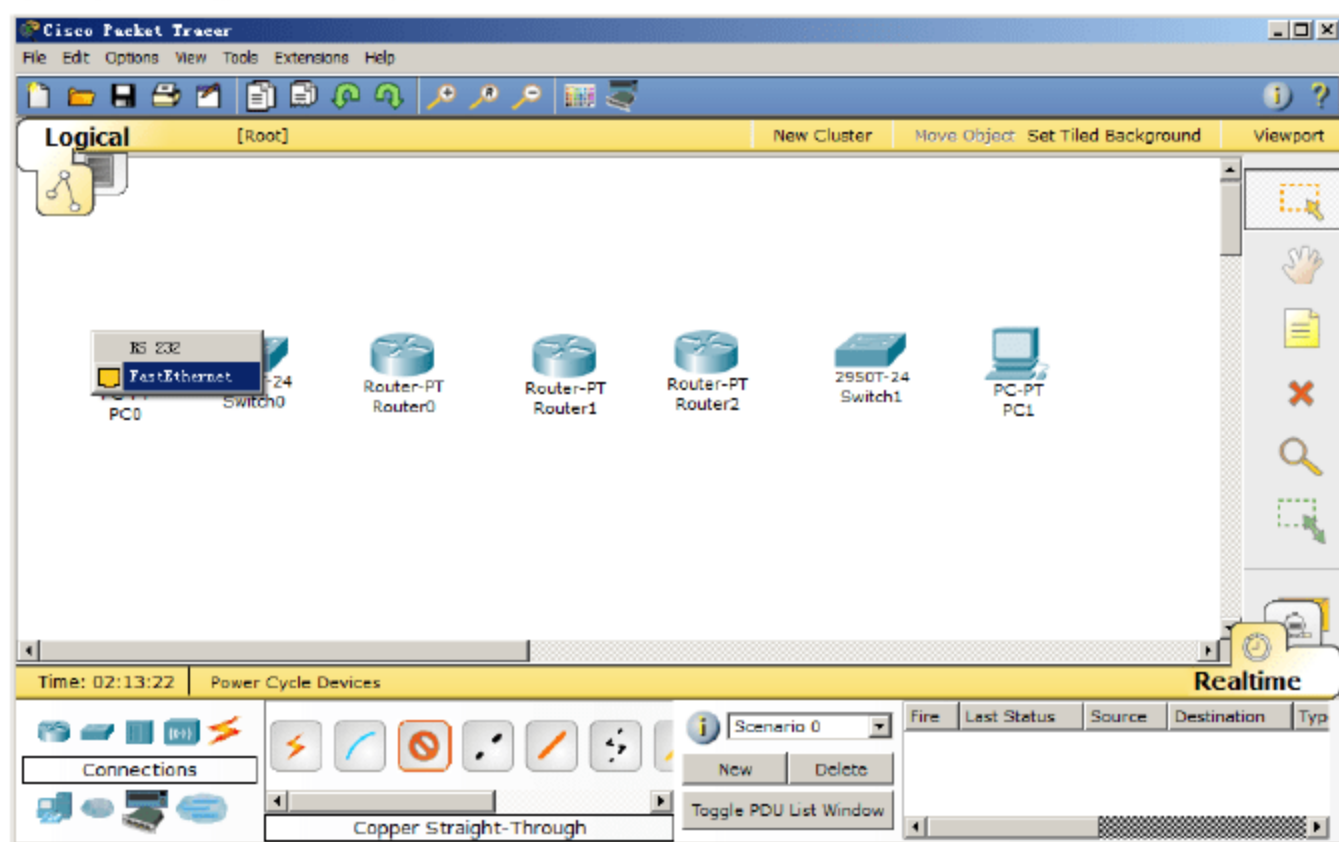 Cisco Packet Tracer
File Edit Options View Tools Extensions Help
Logical [Root] New Cluster Move Object Set Tiled Background Viewport
RS 232
FastEthernet
-24
Switch0
PC0
Router-PT
Router0
Router-PT
Router1
Router-PT
Router2
2950T-24
Switch1
PC-PT
PC1
Time: 02:13:22 Power Cycle Devices Realtime
Connections
Copper Straight-Through
Scenario 0
New Delete
Toggle PDU List Window
Fire Last Status Source Destination Typ